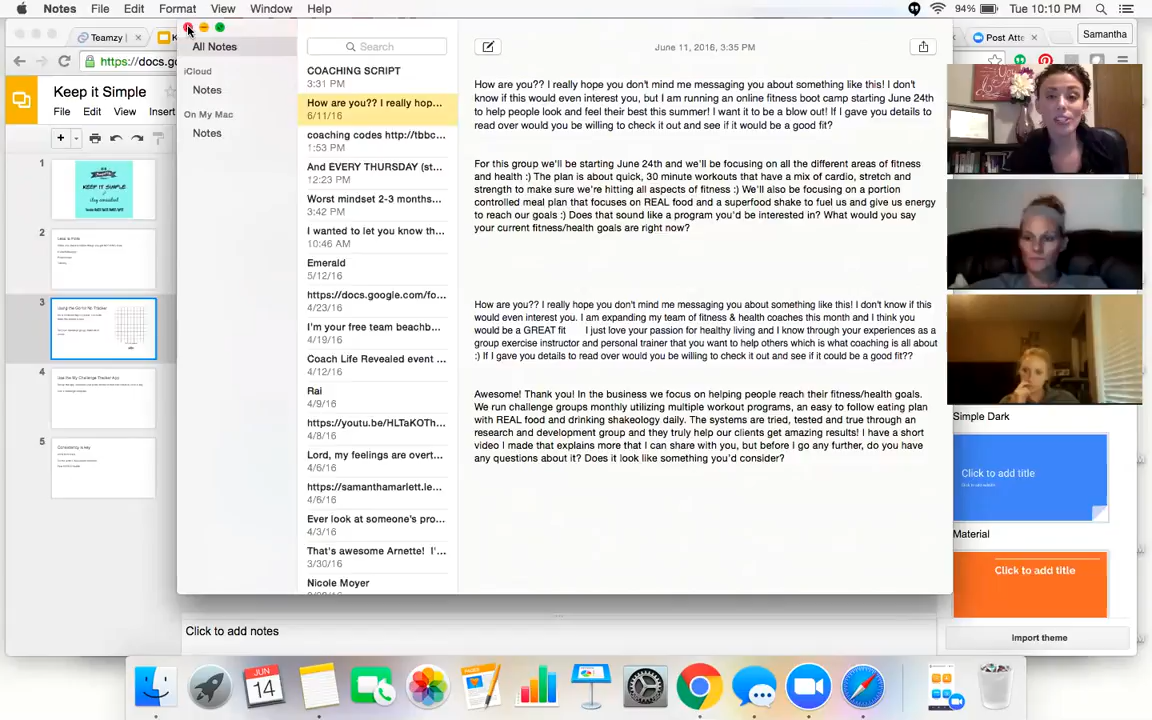 Notes File Edit Format View Window Help
94% Tue 10:10 PM
Teamzy
Post Atte
Samantha
https://docs.go
Keep it Simple
File Edit View Insert
1
KEEP IT SIMPLE
2
3
4
5
All Notes
iCloud
Notes
On My Mac
Notes
Search
COACHING SCRIPT
3:31 PM
How are you?? I really hop...
6/11/16
coaching codes http://tbbc...
1:53 PM
And EVERY THURSDAY (st...
12:23 PM
Worst mindset 2-3 months...
3:42 PM
I wanted to let you know th...
10:46 AM
Emerald
5/12/16
https://docs.google.com/fo...
4/23/16
I'm your free team beachb...
4/19/16
Coach Life Revealed event ...
4/12/16
Rai
4/9/16
https://youtu.be/HLTaKOTh...
4/8/16
Lord, my feelings are overt...
4/6/16
https://samanthamarlett.le...
4/6/16
Ever look at someone's pro...
4/3/16
That's awesome Arnette! I'...
3/30/16
Nicole Moyer
June 11, 2016, 3:35 PM
How are you?? I really hope you don't mind me messaging you about something like this! I don't
know if this would even interest you, but I am running an online fitness boot camp starting June 24th
to help people look and feel their best this summer! I want it to be a blow out! If I gave you details to
read over would you be willing to check it out and see if it would be a good fit?
For this group we'll be starting June 24th and we'll be focusing on all the different areas of fitness
and health :) The plan is about quick, 30 minute workouts that have a mix of cardio, stretch and
strength to make sure we're hitting all aspects of fitness :) We'll also be focusing on a portion
controlled meal plan that focuses on REAL food and a superfood shake to fuel us and give us energy
to reach our goals :) Does that sound like a program you'd be interested in? What would you say
your current fitness/health goals are right now?
How are you?? I really hope you don't mind me messaging you about something like this! I don't know if this
would even interest you. I am expanding my team of fitness & health coaches this month and I think you
would be a GREAT fit I just love your passion for healthy living and I know through your experiences as a
group exercise instructor and personal trainer that you want to help others which is what coaching is all about
:) If I gave you details to read over would you be willing to check it out and see if it could be a good fit??
Awesome! Thank you! In the business we focus on helping people reach their fitness/health goals.
We run challenge groups monthly utilizing multiple workout programs, an easy to follow eating plan
with REAL food and drinking shakeology daily. The systems are tried, tested and true through an
research and development group and they truly help our clients get amazing results! I have a short
video I made that explains more that I can share with you, but before I go any further, do you have
any questions about it? Does it look like something you'd consider?
Simple Dark
Click to add title
Material
Click to add title
Import theme
Click to add notes
JUN
14
PAGES